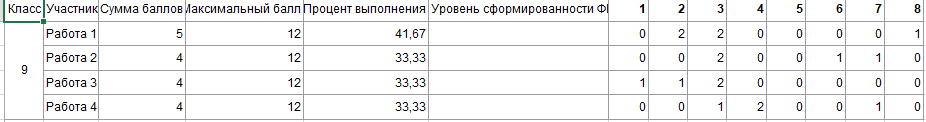 Класс Участник Сумма баллов Максимальный балл Процент выполнения Уровень сформированности ФГ 1 2 3 4 5 6 7 8
Работа 1 5 12 41,67 0 2 2 0 0 0 0 1
Работа 2 4 12 33,33 0 0 2 0 0 1 1 0
9
Работа 3 4 12 33,33 1 1 2 0 0 0 0 0
Работа 4 4 12 33,33 0 0 1 2 0 0 1 0